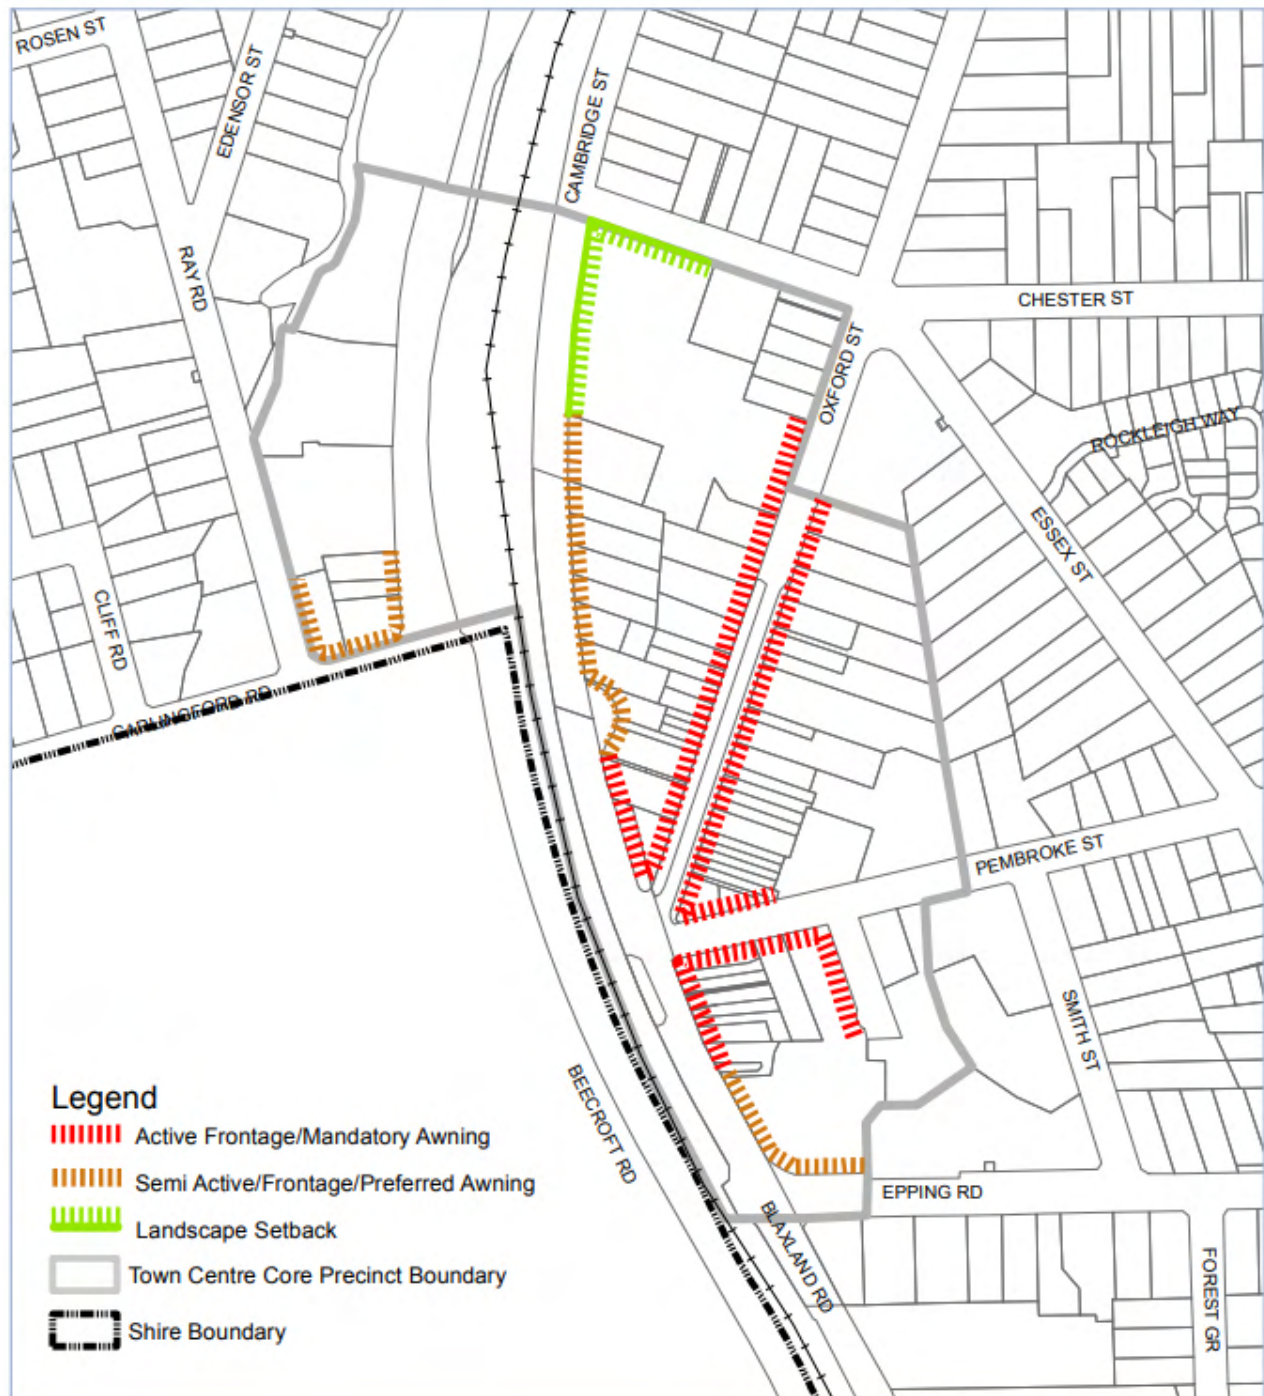 ROSEN ST
EDENSOR ST
CAMBRIDGE ST
RAY RD
CHESTER ST
OXFORD ST
ROCKLEIGH WAY
ESSEX ST
CLIFF RD
CARLINGFORD RD
PEMBROKE ST
SMITH ST
BEECROFT RD
EPPING RD
BLAXLAND RD
FOREST GR
Legend
Active Frontage/Mandatory Awning
Semi Active/Frontage/Preferred Awning
Landscape Setback
Town Centre Core Precinct Boundary
Shire Boundary